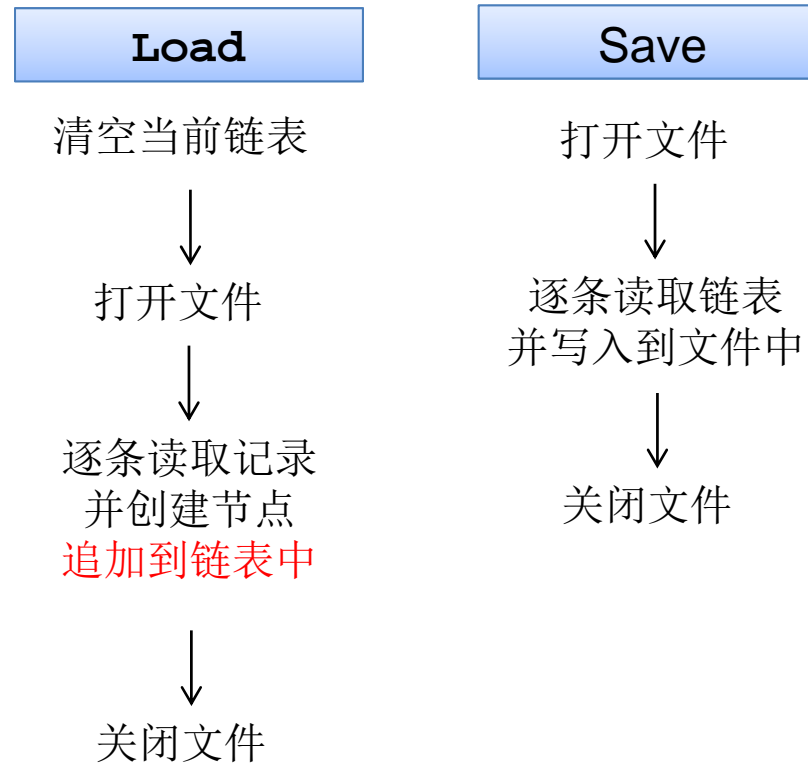 Load
清空当前链表
打开文件
逐条读取记录
并创建节点
追加到链表中
关闭文件
Save
打开文件
逐条读取链表
并写入到文件中
关闭文件